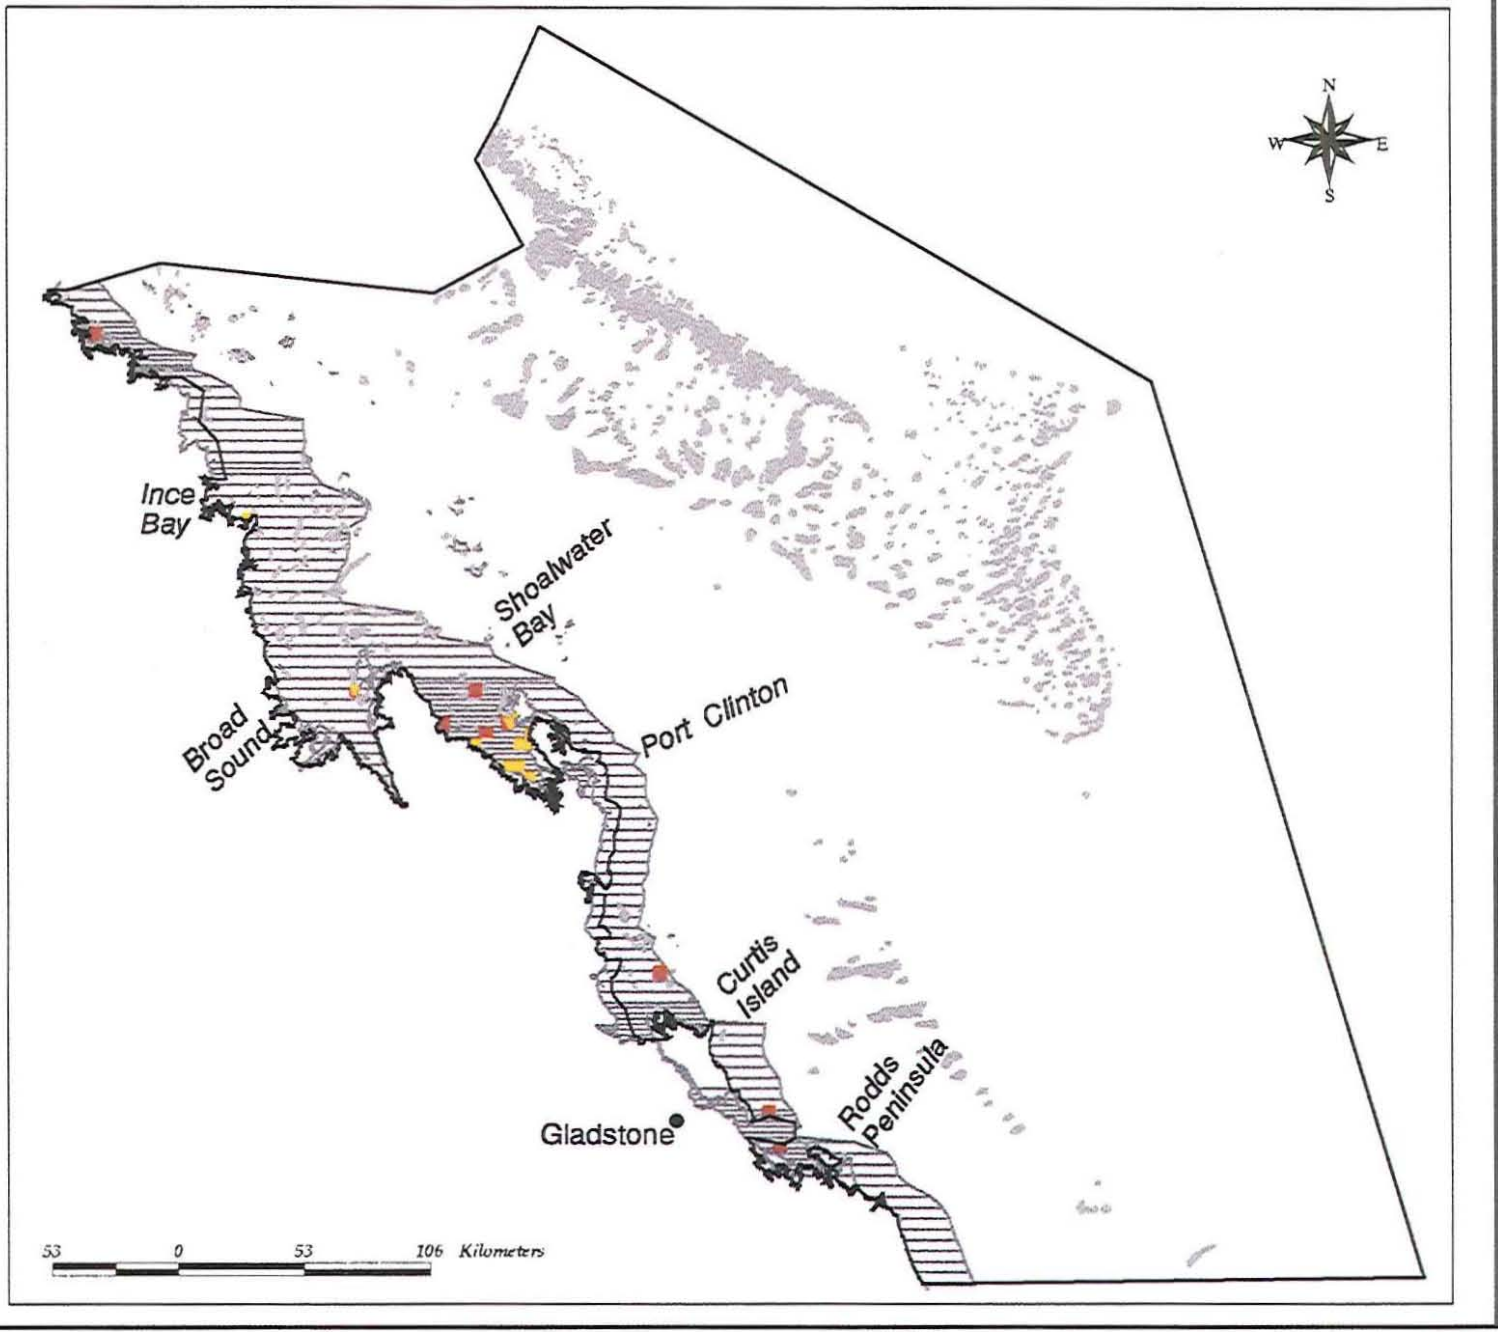 N
W E
S
Ince
Bay
Shoalwater
Bay
Broad
Sound
Port Clinton
Curtis
Island
Rodds
Peninsula
Gladstone
53 0 53 106 Kilometers